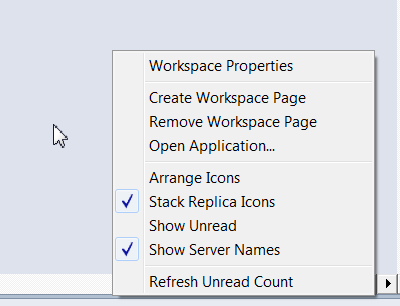 Workspace Properties
Create Workspace Page
Remove Workspace Page
Open Application...
Arrange Icons
Stack Replica Icons
Show Unread
Show Server Names
Refresh Unread Count